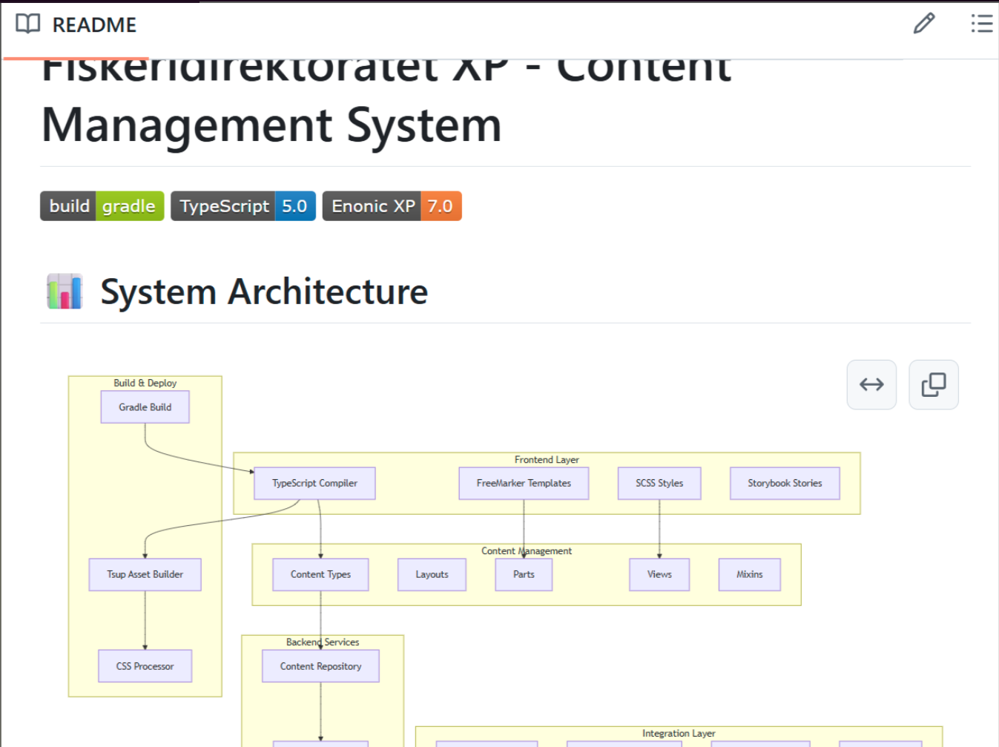 README
Fiskeridirektoratet XP - Content
Management System
build gradle TypeScript 5.0 Enonic XP 7.0
System Architecture
Build & Deploy
Gradle Build
Frontend Layer
TypeScript Compiler
FreeMarker Templates
SCSS Styles
Storybook Stories
Content Management
Tsup Asset Builder
Content Types
Layouts
Parts
Views
Mixins
Backend Services
CSS Processor
Content Repository
Integration Layer